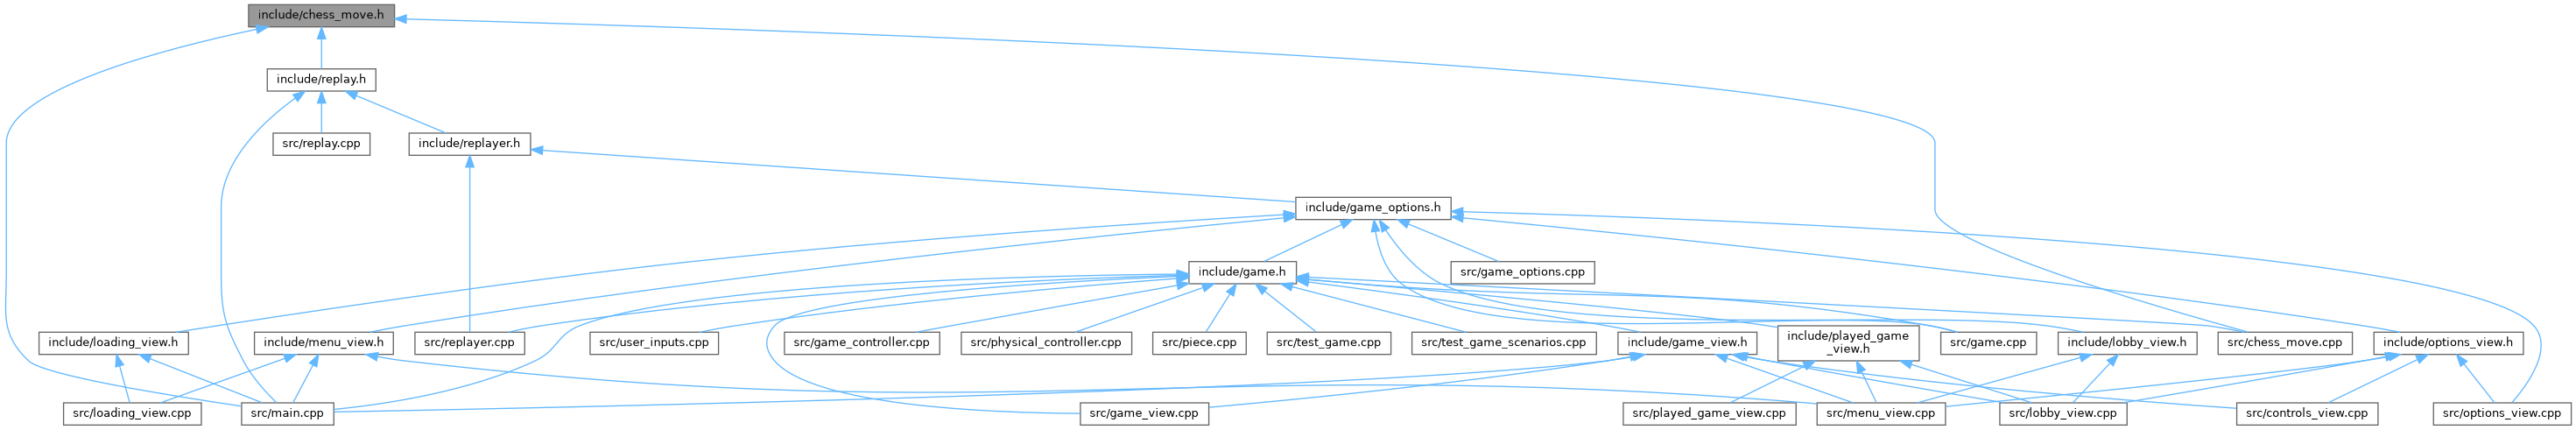 include/chess_move.h
include/replay.h
src/replay.cpp
include/replayer.h
include/game_options.h
include/game.h
src/game_options.cpp
include/loading_view.h
include/menu_view.h
src/replayer.cpp
src/user_inputs.cpp
src/game_controller.cpp
src/physical_controller.cpp
src/piece.cpp
src/test_game.cpp
src/test_game_scenarios.cpp
include/game_view.h
include/played_game
_view.h
src/game.cpp
include/lobby_view.h
src/chess_move.cpp
include/options_view.h
src/loading_view.cpp
src/main.cpp
src/game_view.cpp
src/played_game_view.cpp
src/menu_view.cpp
src/lobby_view.cpp
src/controls_view.cpp
src/options_view.cpp